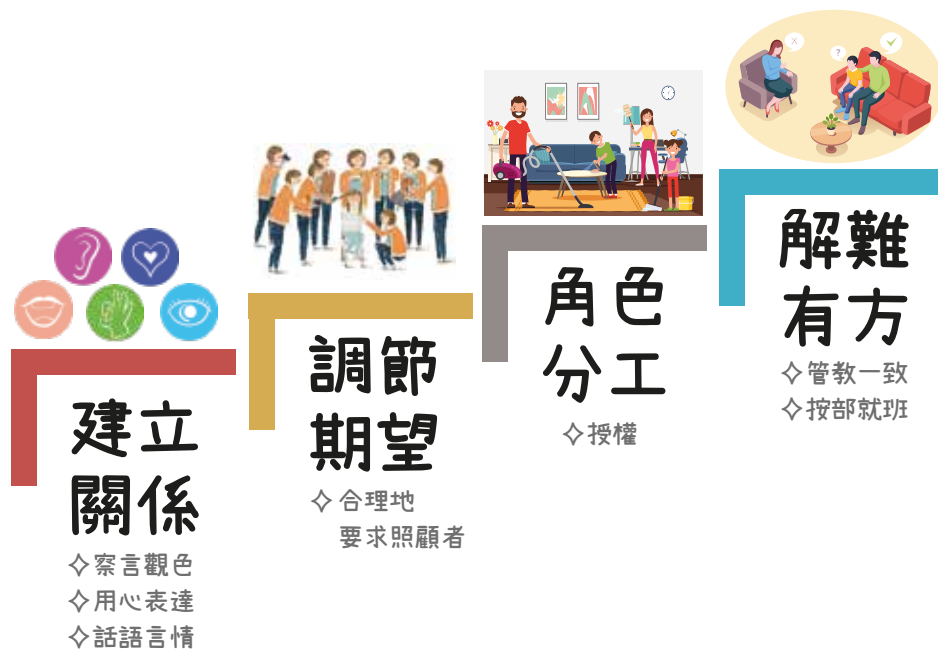 建立
關係
✧察言觀色
✧用心表達
✧話語言情
調節
期望
✧合理地
要求照顧者
角色
分工
✧授權
解難
有方
✧管教一致
✧按部就班